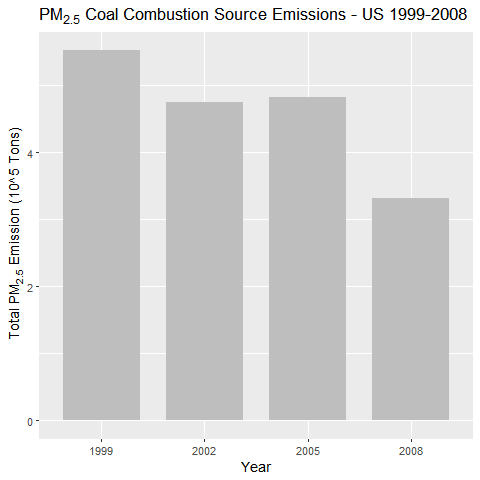 PM2.5 Coal Combustion Source Emissions - US 1999-2008
Total PM2.5 Emission (10^5 Tons)
4
2
0
1999 2002 2005 2008
Year